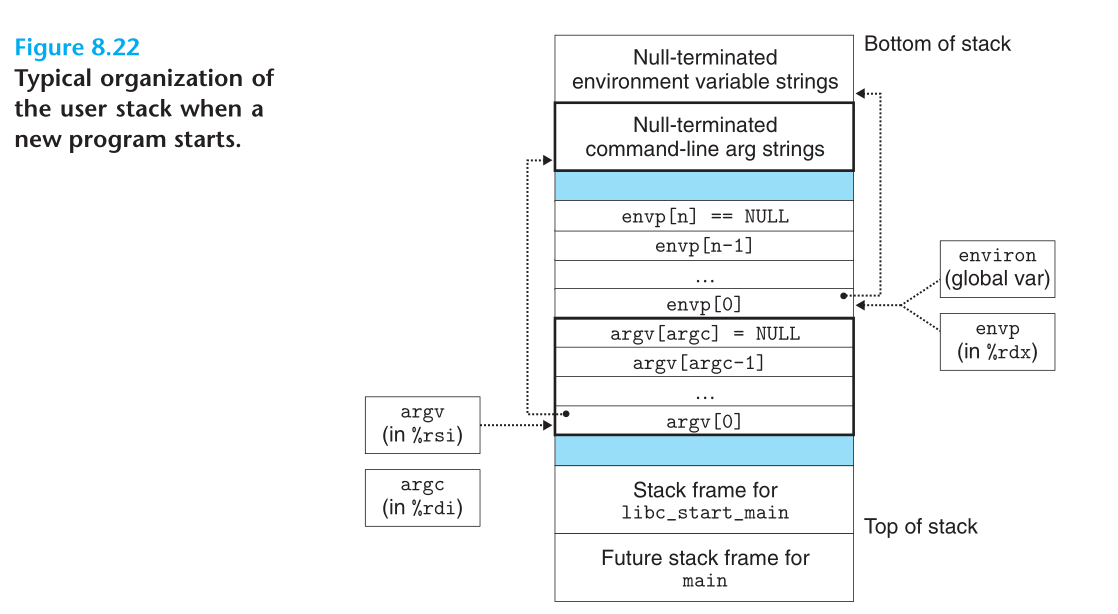 Figure 8.22
Typical organization of
the user stack when a
new program starts.
Bottom of stack
Null-terminated
environment variable strings
Null-terminated
command-line arg strings
envp[n] == NULL
envp[n-1]
...
envp[0]
environ
(global var)
envp
(in %rdx)
argv[argc] = NULL
argv[argc-1]
...
argv[0]
argv
(in %rsi)
argc
(in %rdi)
Stack frame for
libc_start_main
Top of stack
Future stack frame for
main